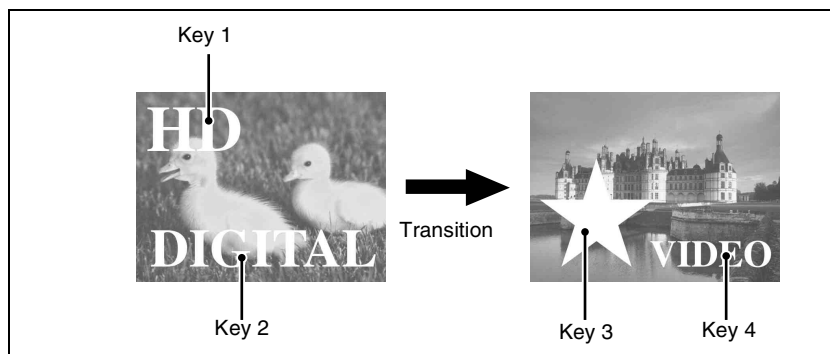 Key 1
HD
DIGITAL
Key 2
Transition
VIDEO
Key 3
Key 4